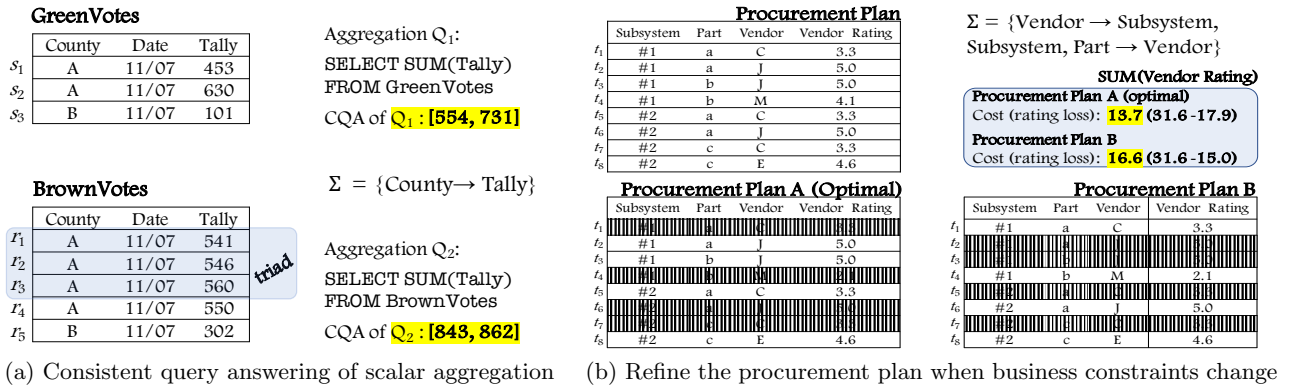 GreenVotes
County Date Tally
s1 A 11/07 453
s2 A 11/07 630
s3 B 11/07 101
Aggregation Q1:
SELECT SUM(Tally)
FROM GreenVotes
CQA of Q1 : [554, 731]
BrownVotes
County Date Tally
r1 A 11/07 541
r2 A 11/07 546
r3 A 11/07 560
r4 A 11/07 550
r5 B 11/07 302
triad
Σ = {County→ Tally}
Aggregation Q2:
SELECT SUM(Tally)
FROM BrownVotes
CQA of Q2 : [843, 862]
(a) Consistent query answering of scalar aggregation
Procurement Plan
Subsystem Part Vendor Vendor Rating
t1 #1 a C 3.3
t2 #1 a J 5.0
t3 #1 b J 5.0
t4 #1 b M 4.1
t5 #2 a C 3.3
t6 #2 a J 5.0
t7 #2 c C 3.3
t8 #2 c E 4.6
Σ = {Vendor → Subsystem,
Subsystem, Part → Vendor}
SUM(Vendor Rating)
Procurement Plan A (optimal)
Cost (rating loss): 13.7 (31.6 -17.9)
Procurement Plan B
Cost (rating loss): 16.6 (31.6 -15.0)
Procurement Plan A (Optimal)
Subsystem Part Vendor Vendor Rating
t1
t2 #1 a J 5.0
t3 #1 b J 5.0
t4
t5 #2 a C 3.3
t6
t7
t8 #2 c E 4.6
Procurement Plan B
Subsystem Part Vendor Vendor Rating
t1 #1 a C 3.3
t2
t3
t4 #1 b M 2.1
t5
t6 #2 a J 5.0
t7
t8 #2 c E 4.6
(b) Refine the procurement plan when business constraints change